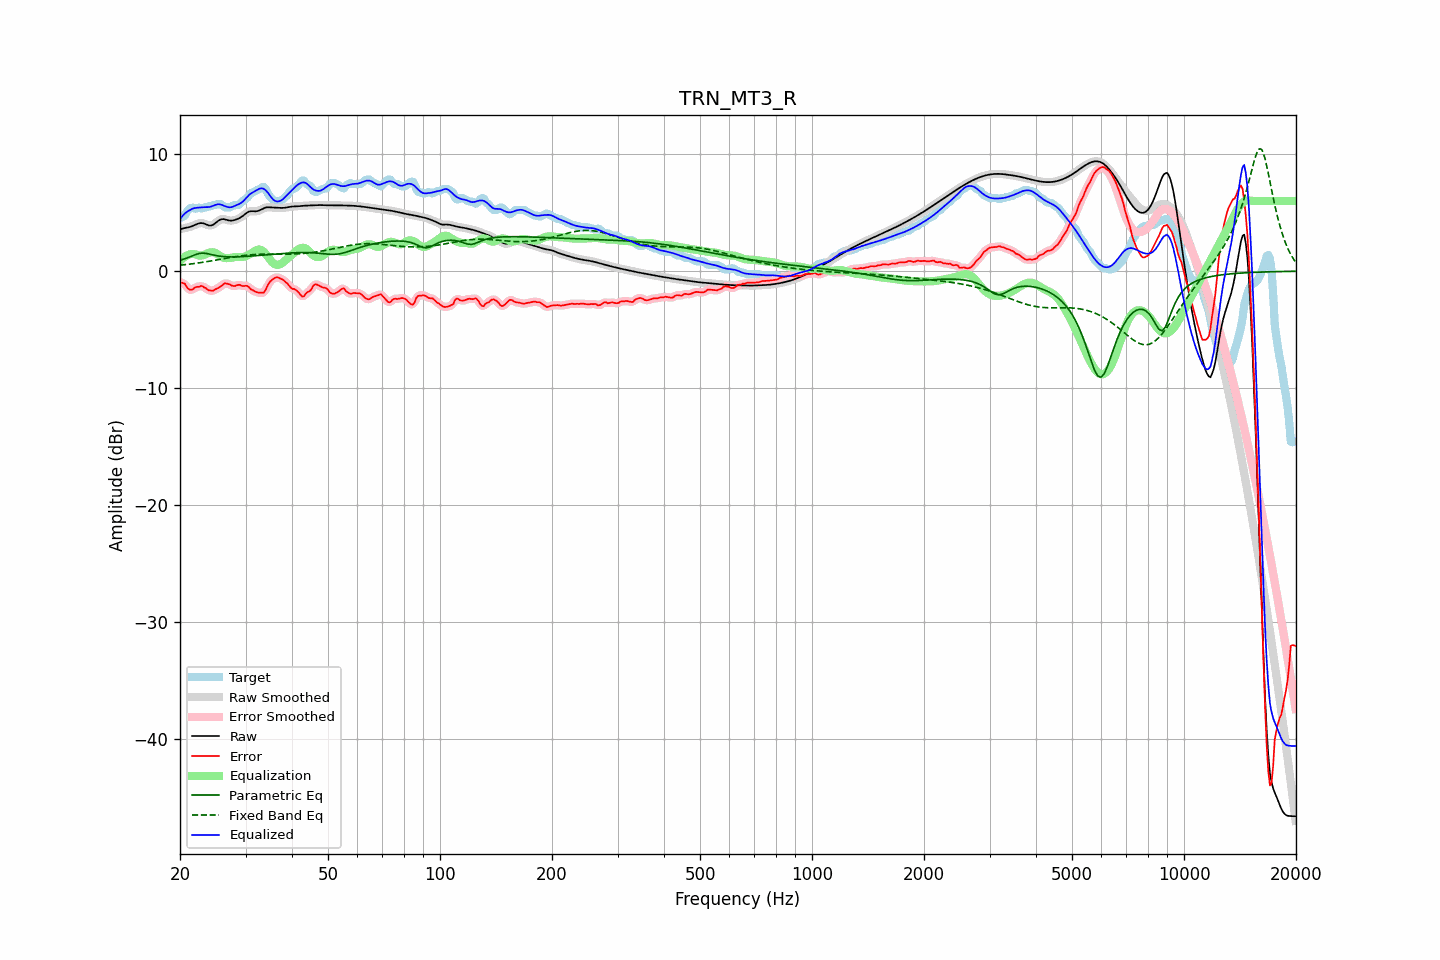 TRN_MT3_R
Amplitude (dBr)
10
0
−10
−20
−30
−40
Target
Raw Smoothed
Error Smoothed
Raw
Error
Equalization
Parametric Eq
Fixed Band Eq
Equalized
20 50 100 200 500 1000 2000 5000 10000 20000
Frequency (Hz)